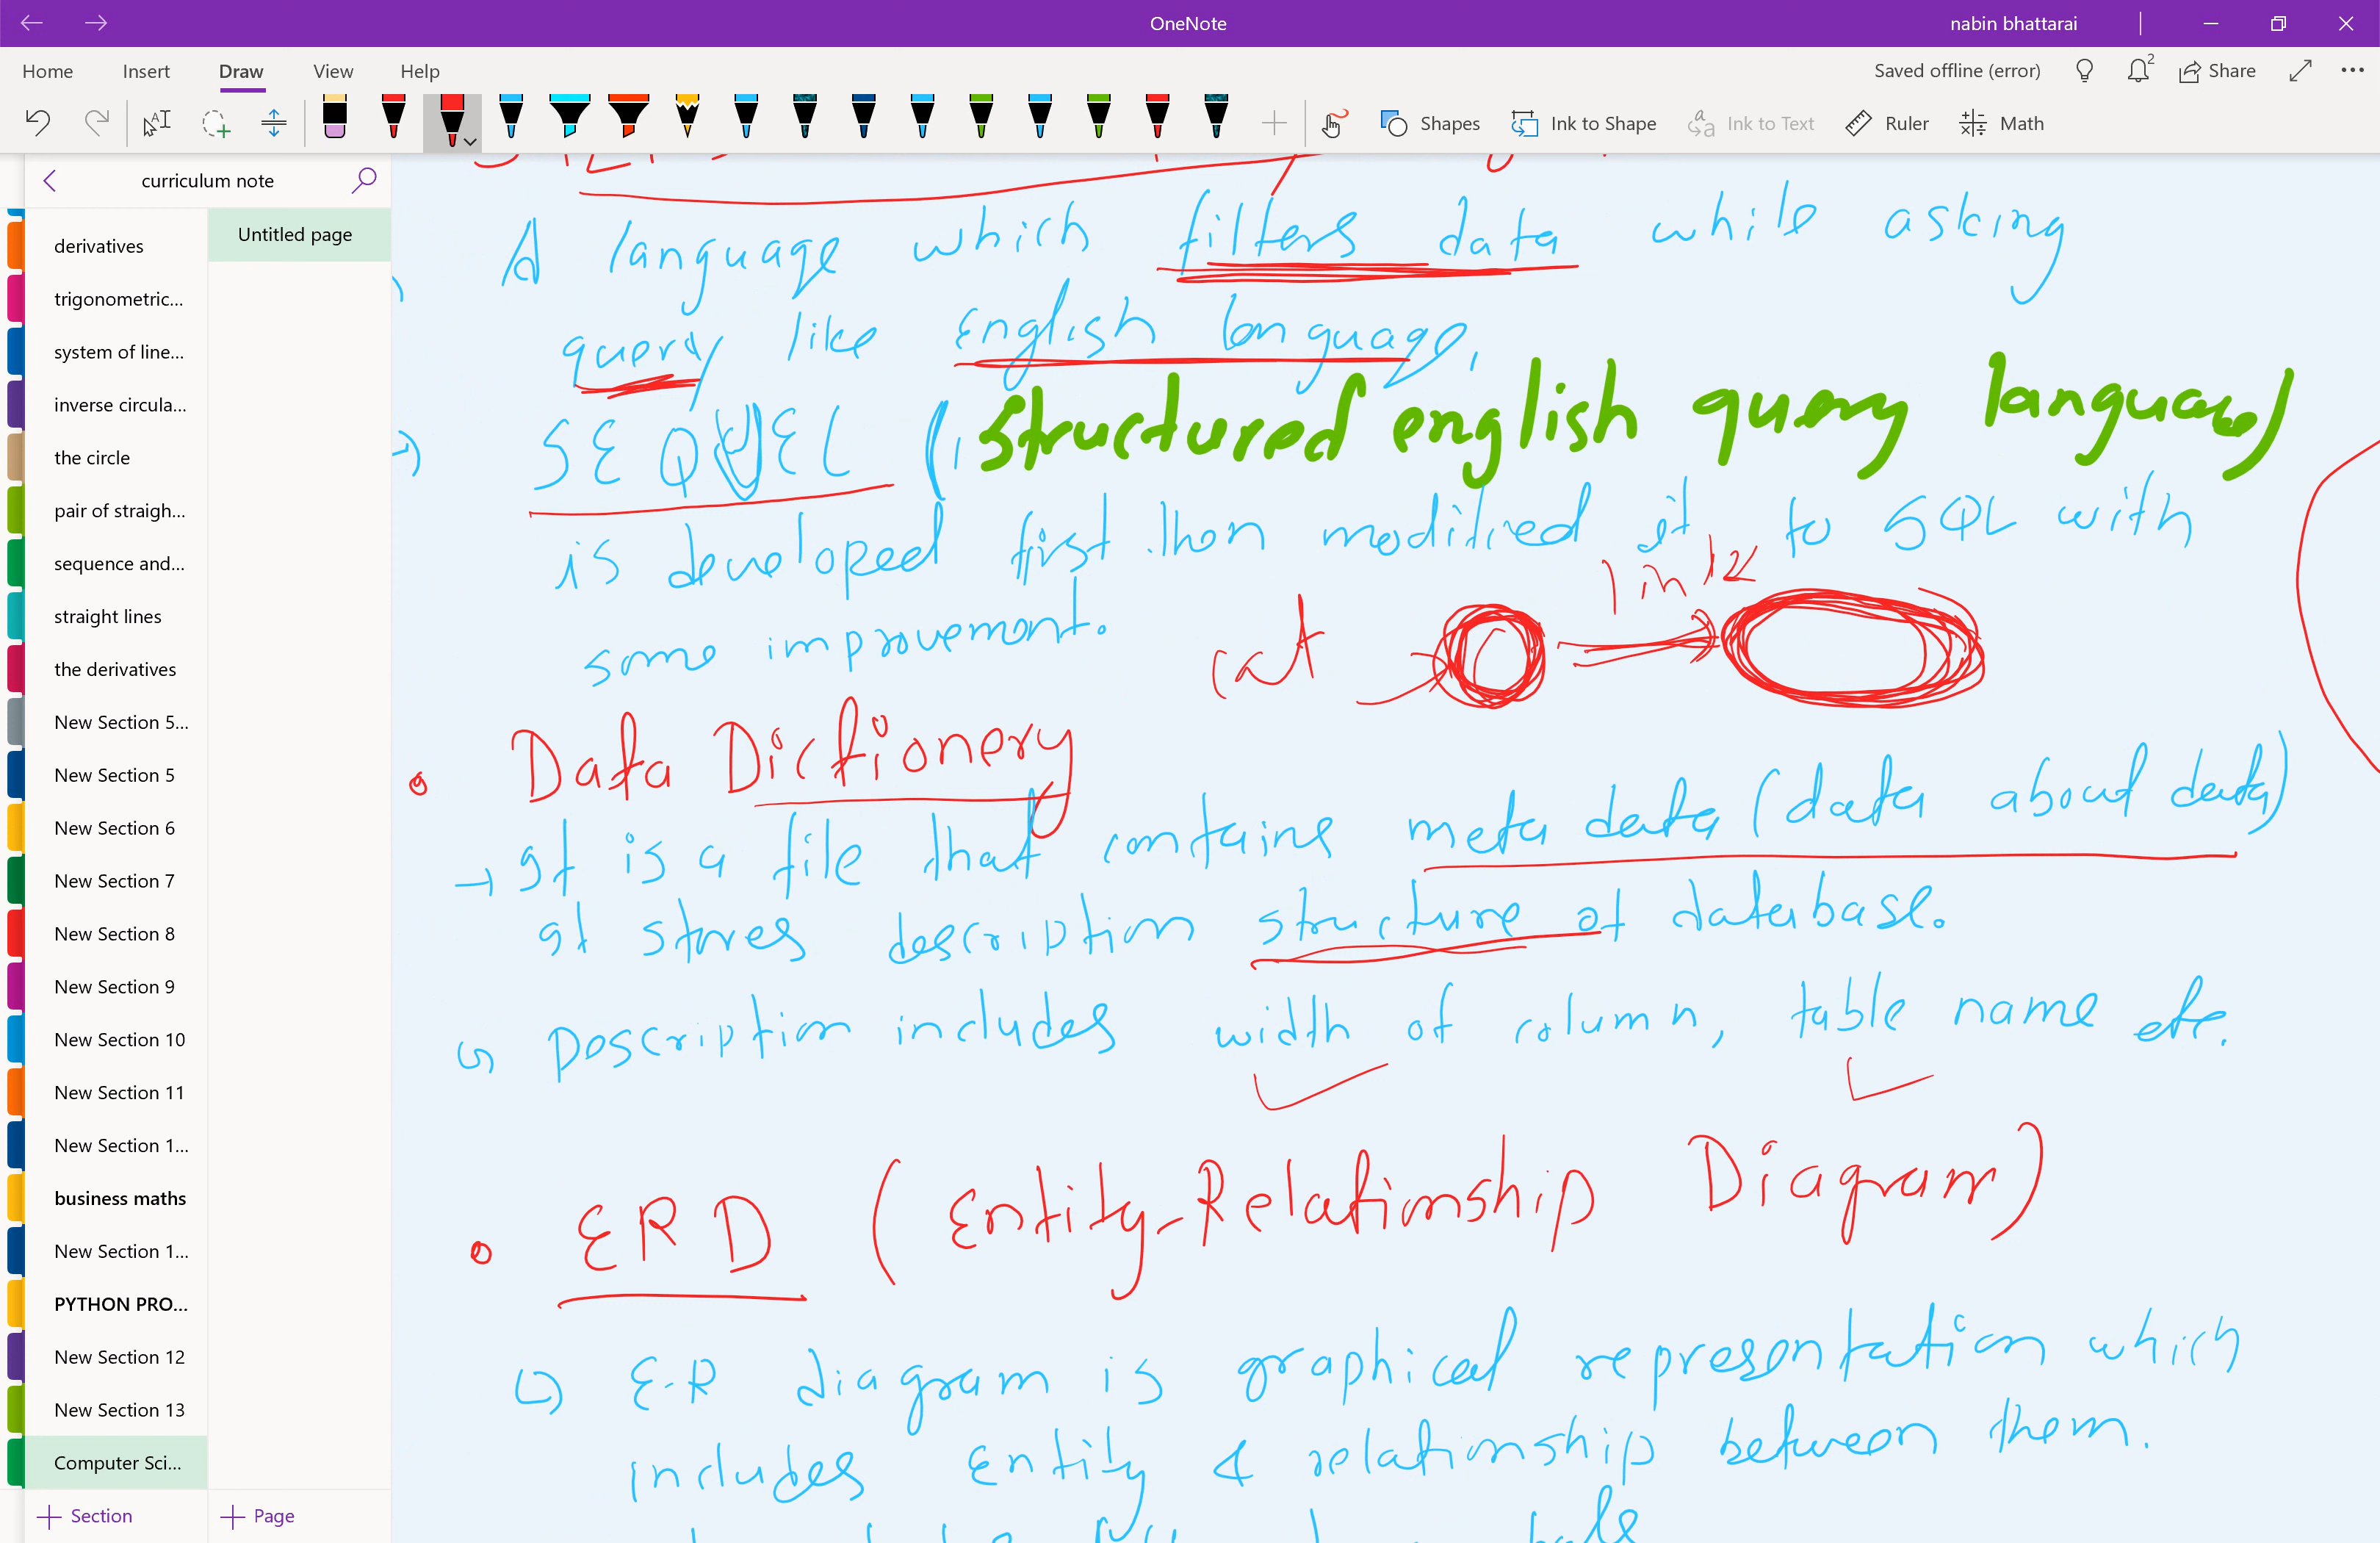 OneNote
nabin bhattarai
Home Insert Draw View Help
Saved offline (error)
2
Share
Shapes
Ink to Shape
Ink to Text
Ruler
Math
curriculum note
Untitled page
derivatives
trigonometric...
system of line...
inverse circula...
the circle
pair of straigh...
sequence and...
straight lines
the derivatives
New Section 5...
New Section 5
New Section 6
New Section 7
New Section 8
New Section 9
New Section 10
New Section 11
New Section 1...
business maths
New Section 1...
PYTHON PRO...
New Section 12
New Section 13
Computer Sci...
Section
Page
A language which filters data while asking
query like English language.
SEQUEL (structured english query language)
is developed first then modified it to SQL with
link
some improvement.
cat
Data Dictionery
It is a file that contains meta data (data about data)
It stores description structure of database.
Description includes width of column, table name etc.
ERD (Entity-Relationship Diagram)
E-R diagram is graphical representation which
includes entity & relationship between them.